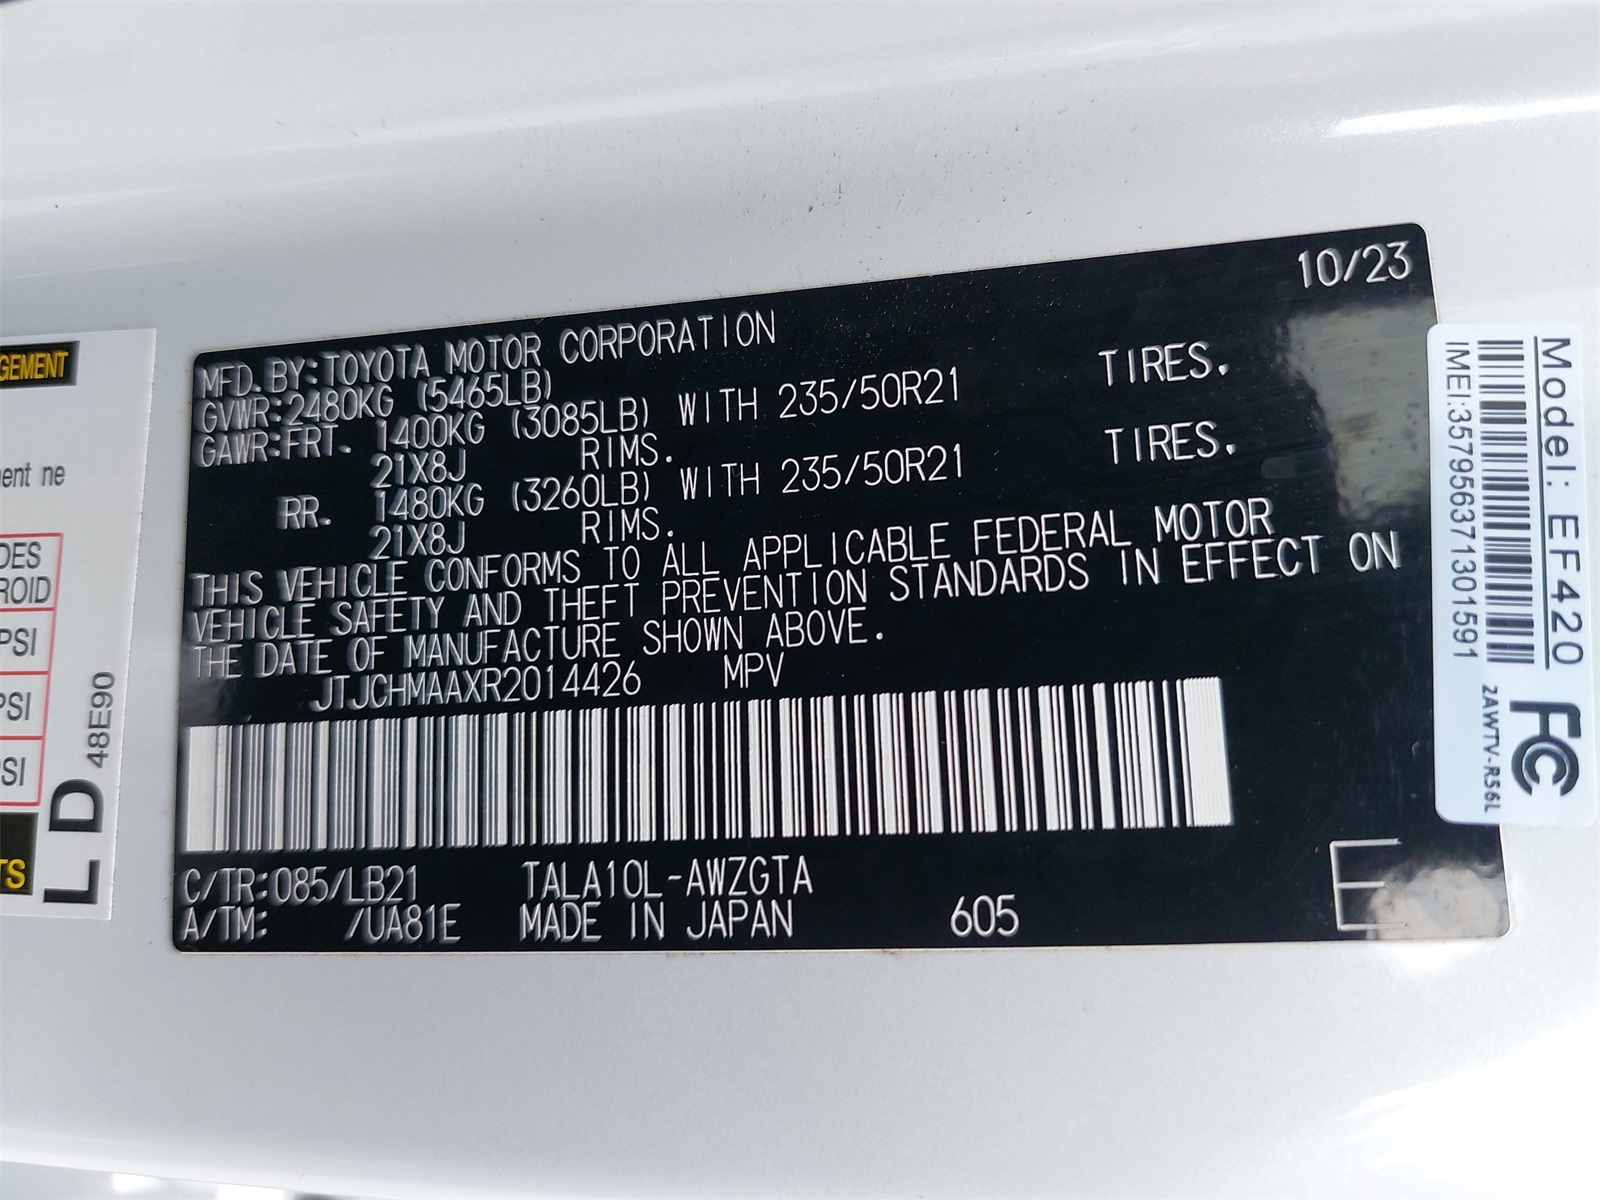 10/23
MFD. BY: TOYOTA MOTOR CORPORATION
GVWR: 2480KG (5465LB)
GAWR: FRT. 1400KG (3085LB) WITH 235/50R21 TIRES.
21X8J RIMS.
RR. 1480KG (3260LB) WITH 235/50R21 TIRES.
21X8J RIMS.
THIS VEHICLE CONFORMS TO ALL APPLICABLE FEDERAL MOTOR
VEHICLE SAFETY AND THEFT PREVENTION STANDARDS IN EFFECT ON
THE DATE OF MANUFACTURE SHOWN ABOVE.
JTJCHMAAXR2014426 MPV
C/TR: 085/LB21 TALA10L-AWZGTA
A/TM: /UA81E MADE IN JAPAN 605
E
Model: EF420
IMEI:357956371301591
FC
2AWTV-R56L
GEMENT
ent ne
DES
ROID
PSI
PSI
SI
TS
LD 48E90